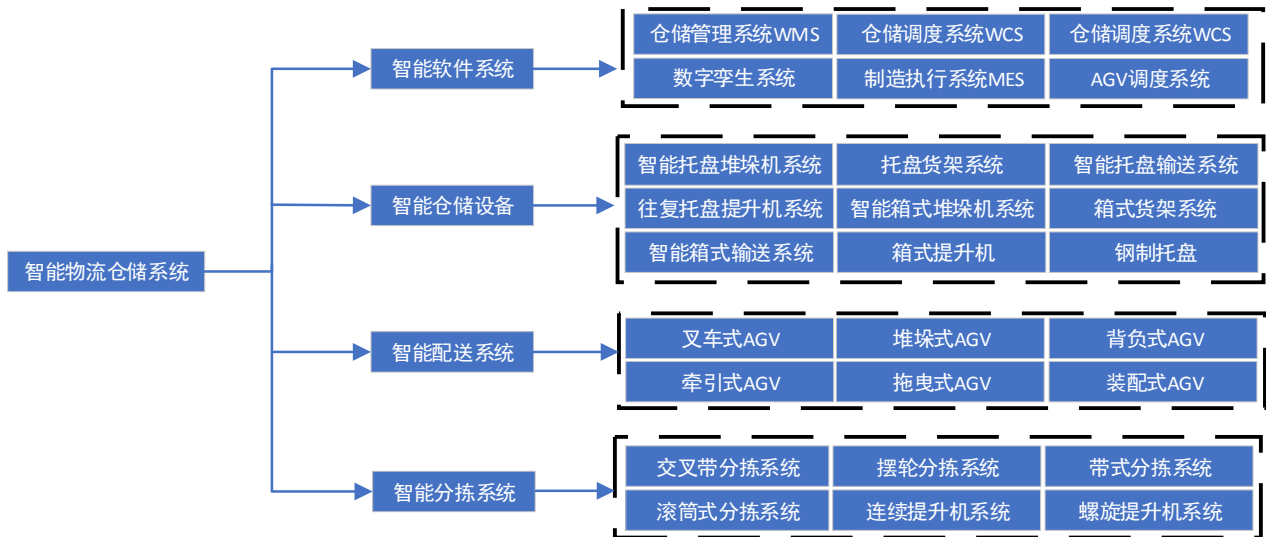 仓储管理系统WMS
仓储调度系统WCS
仓储调度系统WCS
智能软件系统
数字孪生系统
制造执行系统MES
AGV调度系统
智能托盘堆垛机系统
托盘货架系统
智能托盘输送系统
智能仓储设备
往复托盘提升机系统
智能箱式堆垛机系统
箱式货架系统
智能箱式输送系统
箱式提升机
钢制托盘
智能物流仓储系统
叉车式AGV
堆垛式AGV
背负式AGV
智能配送系统
牵引式AGV
拖曳式AGV
装配式AGV
交叉带分拣系统
摆轮分拣系统
带式分拣系统
智能分拣系统
滚筒式分拣系统
连续提升机系统
螺旋提升机系统